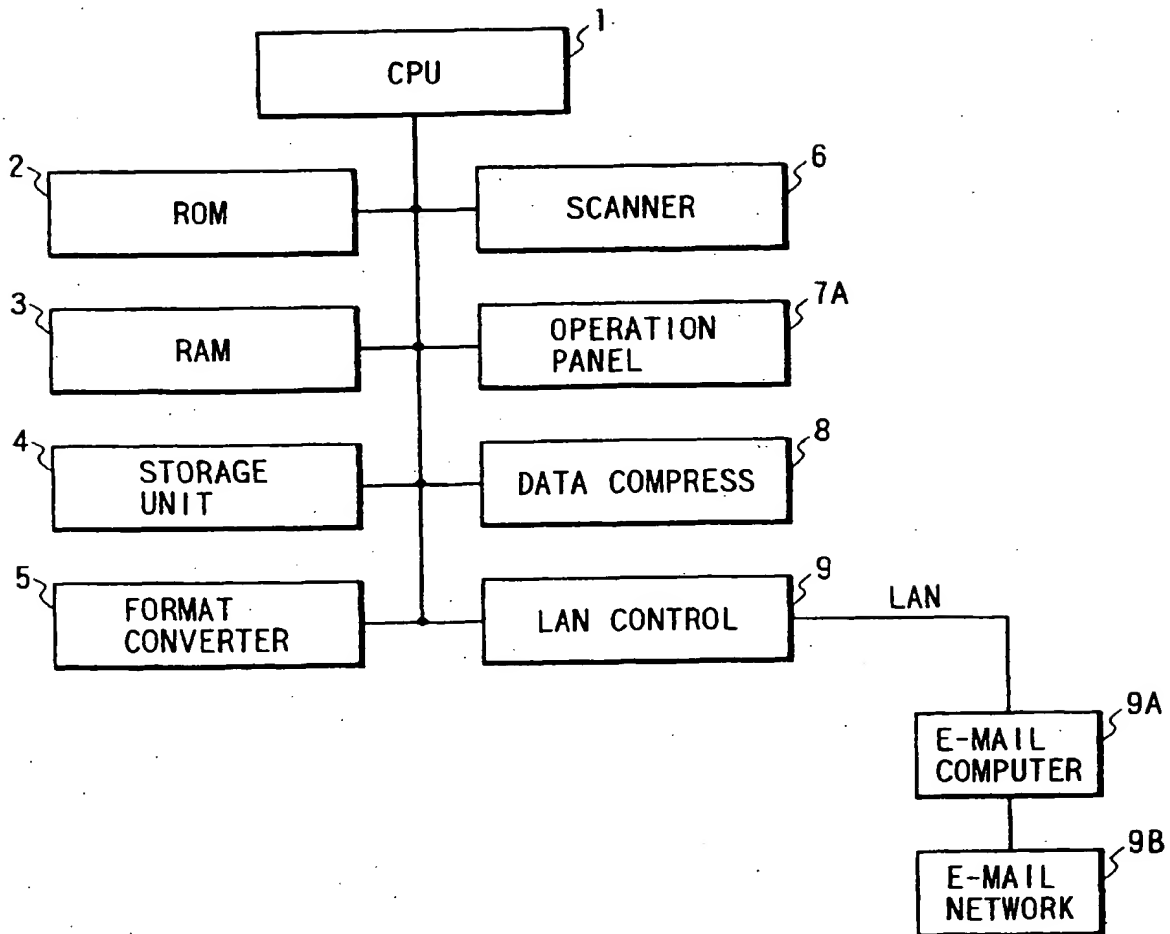 1
CPU
2
ROM
6
SCANNER
3
RAM
7A
OPERATION
PANEL
4
STORAGE
UNIT
8
DATA COMPRESS
5
FORMAT
CONVERTER
9
LAN CONTROL
LAN
9A
E-MAIL
COMPUTER
9B
E-MAIL
NETWORK